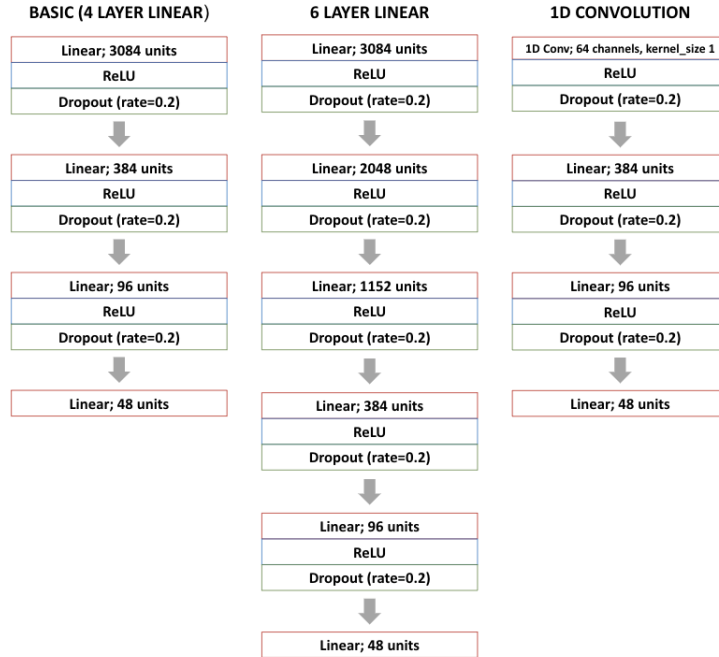 BASIC (4 LAYER LINEAR)
Linear; 3084 units
ReLU
Dropout (rate=0.2)
Linear; 384 units
ReLU
Dropout (rate=0.2)
Linear; 96 units
ReLU
Dropout (rate=0.2)
Linear; 48 units
6 LAYER LINEAR
Linear; 3084 units
ReLU
Dropout (rate=0.2)
Linear; 2048 units
ReLU
Dropout (rate=0.2)
Linear; 1152 units
ReLU
Dropout (rate=0.2)
Linear; 384 units
ReLU
Dropout (rate=0.2)
Linear; 96 units
ReLU
Dropout (rate=0.2)
Linear; 48 units
1D CONVOLUTION
1D Conv; 64 channels, kernel_size 1
ReLU
Dropout (rate=0.2)
Linear; 384 units
ReLU
Dropout (rate=0.2)
Linear; 96 units
ReLU
Dropout (rate=0.2)
Linear; 48 units